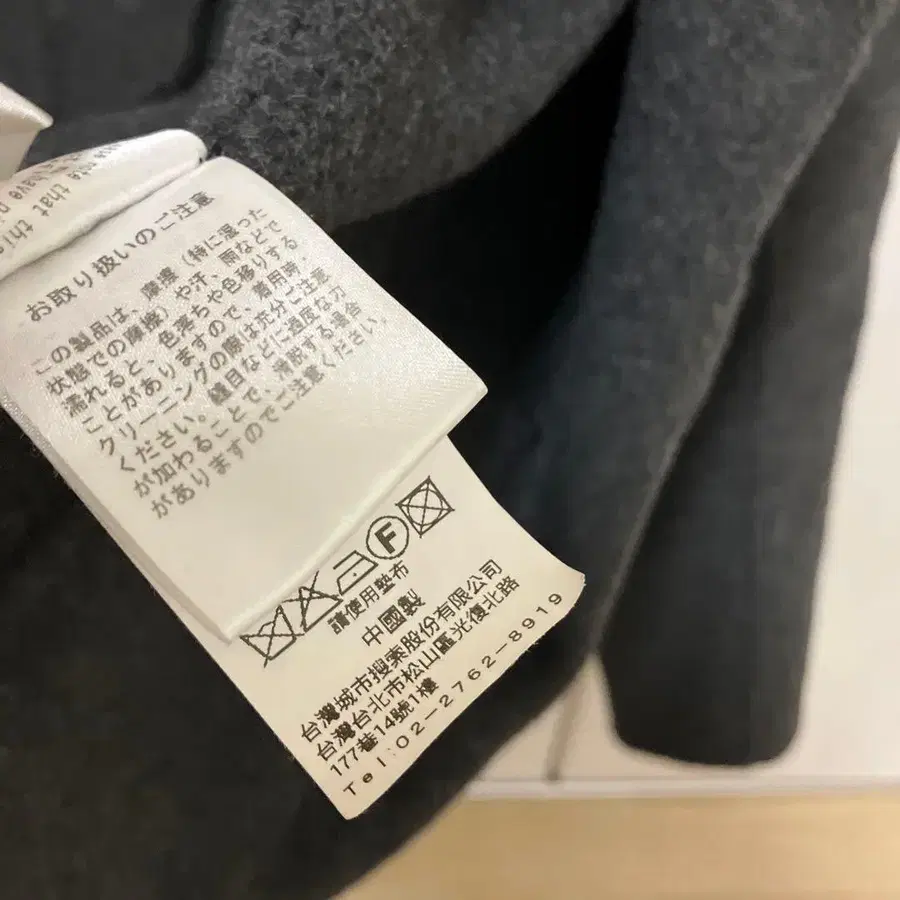 that this
have
お取り扱いのご注意
この製品は、摩擦（特に湿った
状態での摩擦）や汗、雨などで
濡れると、色落ちや色移りする
ことがありますので、着用時、
クリーニングの際は充分ご注意
ください。縫目などに過度な力
が加わることで、滑脱する場合
がありますのでご注意ください。
F
請使用墊布
中國製
台灣城市搜索股份有限公司
台灣台北市松山區光復北路
177巷14號1樓
Tel:02-2762-8919